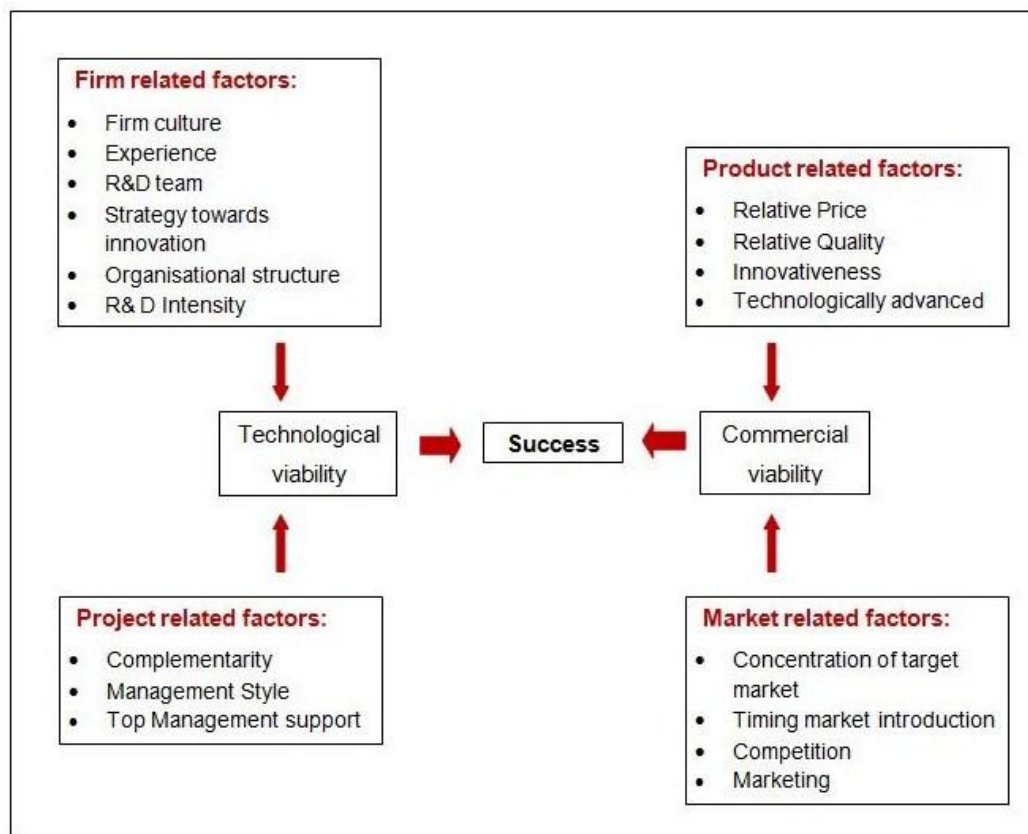 Firm related factors:
• Firm culture
• Experience
• R&D team
• Strategy towards
innovation
• Organisational structure
• R& D Intensity
Product related factors:
• Relative Price
• Relative Quality
• Innovativeness
• Technologically advanced
Technological
viability
Success
Commercial
viability
Project related factors:
• Complementarity
• Management Style
• Top Management support
Market related factors:
• Concentration of target
market
• Timing market introduction
• Competition
• Marketing